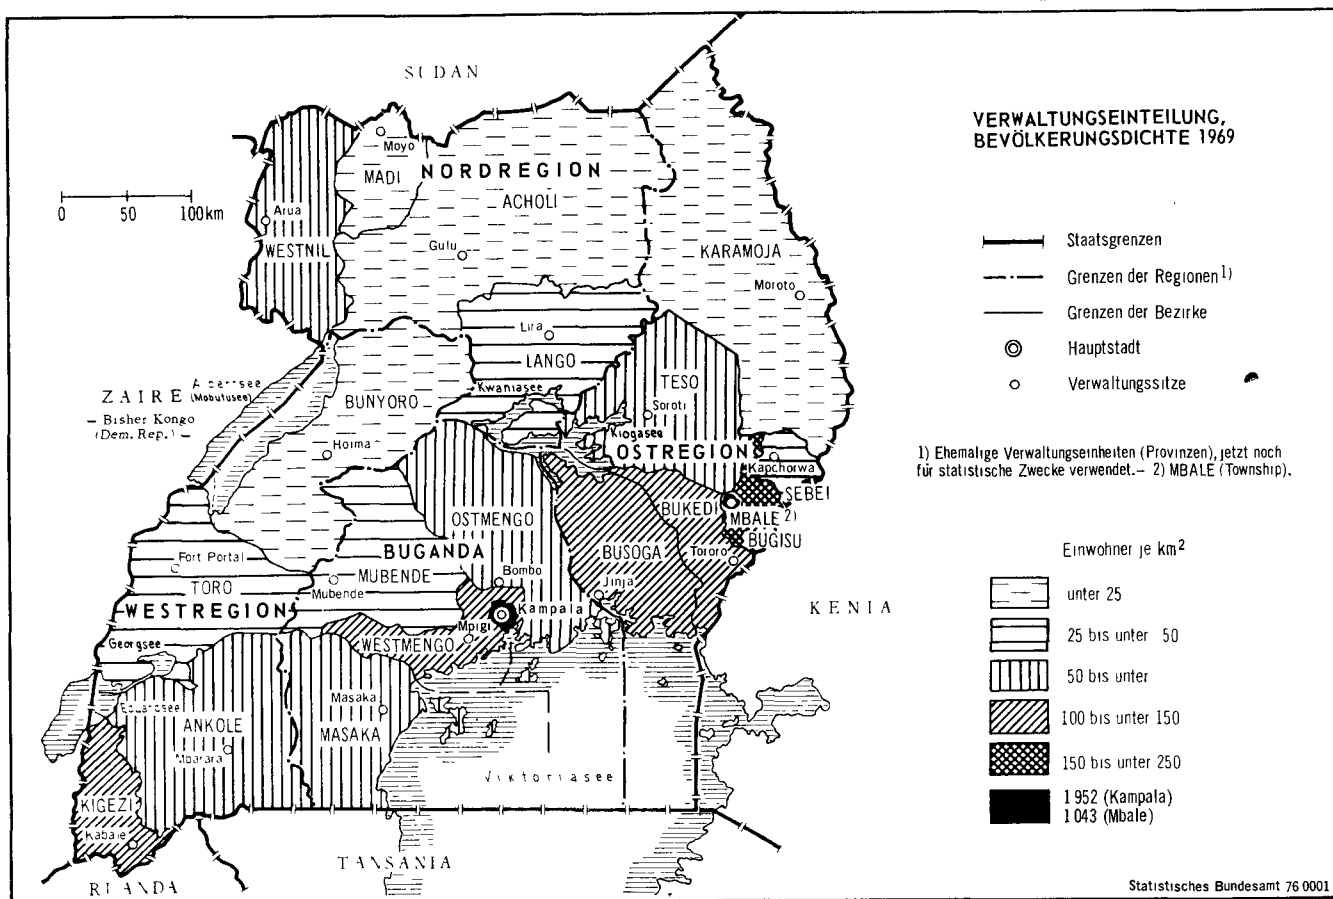 SUDAN
VERWALTUNGSEINTEILUNG,
BEVÖLKERUNGSDICHTE 1969
Moyo
NORDREGION
MADI
ACHOLI
0 50 100km
Arua
WESTNIL
Gulu
KARAMOJA
Moroto
Staatsgrenzen
Grenzen der Regionen1)
Grenzen der Bezirke
Hauptstadt
Verwaltungssitze
Lira
LANGO
Kwaniasee
TESO
Soroti
ZAIRE
(Mobutusee)
– Bisher Kongo
(Dem. Rep.) –
BUNYORO
Hoima
Kiogasee
OSTREGION
Kapchorwa
SEBEI
1) Ehemalige Verwaltungseinheiten (Provinzen), jetzt noch
für statistische Zwecke verwendet.– 2) MBALE (Township).
BUKEDI
MBALE 2)
BUGISU
OSTMENGO
BUGANDA
BUSOGA
Tororo
Fort Portal
TORO
MUBENDE
Mubende
Bombo
Jinja
WESTREGION
Kampala
Mpigi
WESTMENGO
KENIA
Georgsee
Masaka
MASAKA
ANKOLE
Mbarara
Viktoriasee
KIGEZI
Kabale
TANSANIA
Einwohner je km2
unter 25
25 bis unter 50
50 bis unter
100 bis unter 150
150 bis unter 250
1 952 (Kampala)
1 043 (Mbale)
Statistisches Bundesamt 76 0001